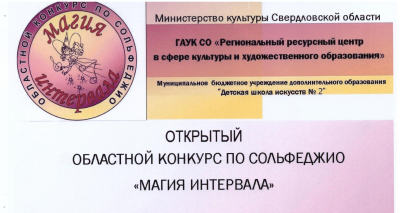 ОБЛАСТНОЙ КОНКУРС ПО СОЛЬФЕДЖИО
магия
интервала
Министерство культуры Свердловской области
ГАУК СО «Региональный ресурсный центр
в сфере культуры и художественного образования»
Муниципальное бюджетное учреждение дополнительного образования
"Детская школа искусств № 2"
ОТКРЫТЫЙ
ОБЛАСТНОЙ КОНКУРС ПО СОЛЬФЕДЖИО
«МАГИЯ ИНТЕРВАЛА»